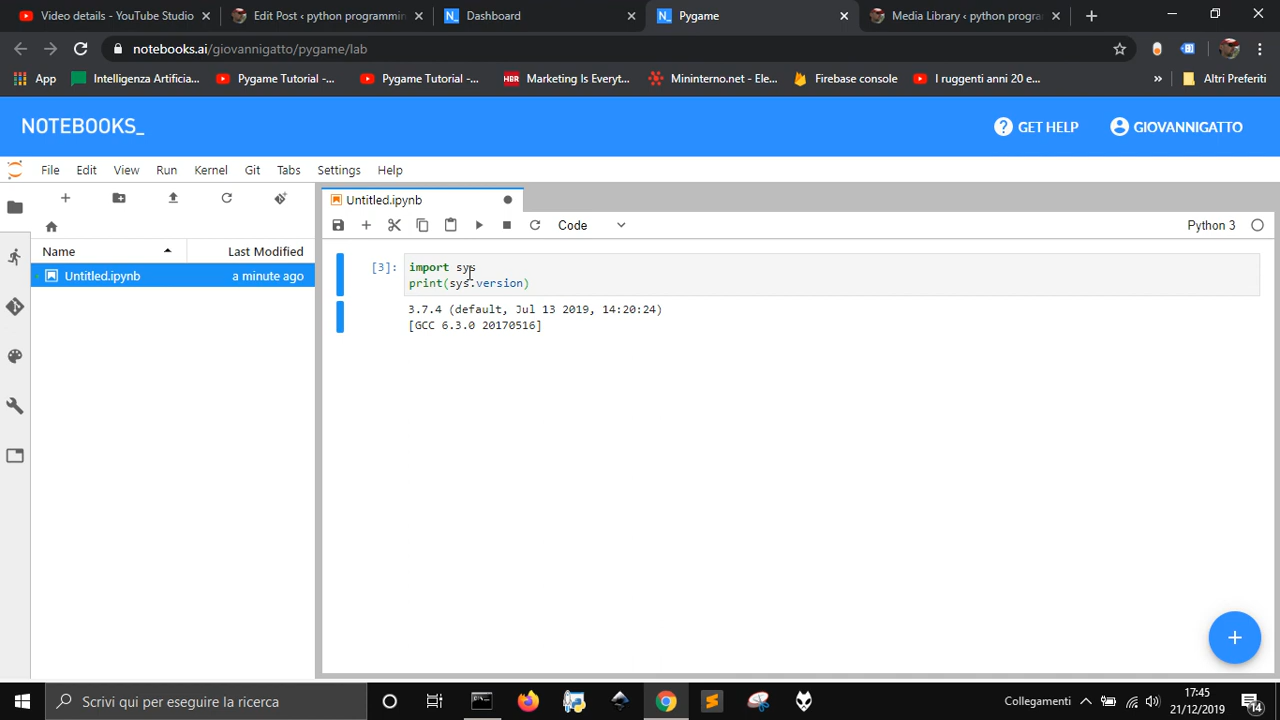 Video details - YouTube Studio
Edit Post ‹ python programmin
Dashboard
Pygame
Media Library ‹ python progra
notebooks.ai/giovannigatto/pygame/lab
App
Intelligenza Artificia...
Pygame Tutorial -...
Pygame Tutorial -...
HBR
Marketing Is Everyt...
Mininterno.net - Ele...
Firebase console
I ruggenti anni 20 e...
»
Altri Preferiti
NOTEBOOKS_
GET HELP
GIOVANNIGATTO
File
Edit
View
Run
Kernel
Git
Tabs
Settings
Help
Untitled.ipynb
Code
Python 3
Name
Last Modified
Untitled.ipynb
a minute ago
[3]:
import sys
print(sys.version)
3.7.4 (default, Jul 13 2019, 14:20:24)
[GCC 6.3.0 20170516]
Scrivi qui per eseguire la ricerca
Collegamenti
17:45
21/12/2019
14